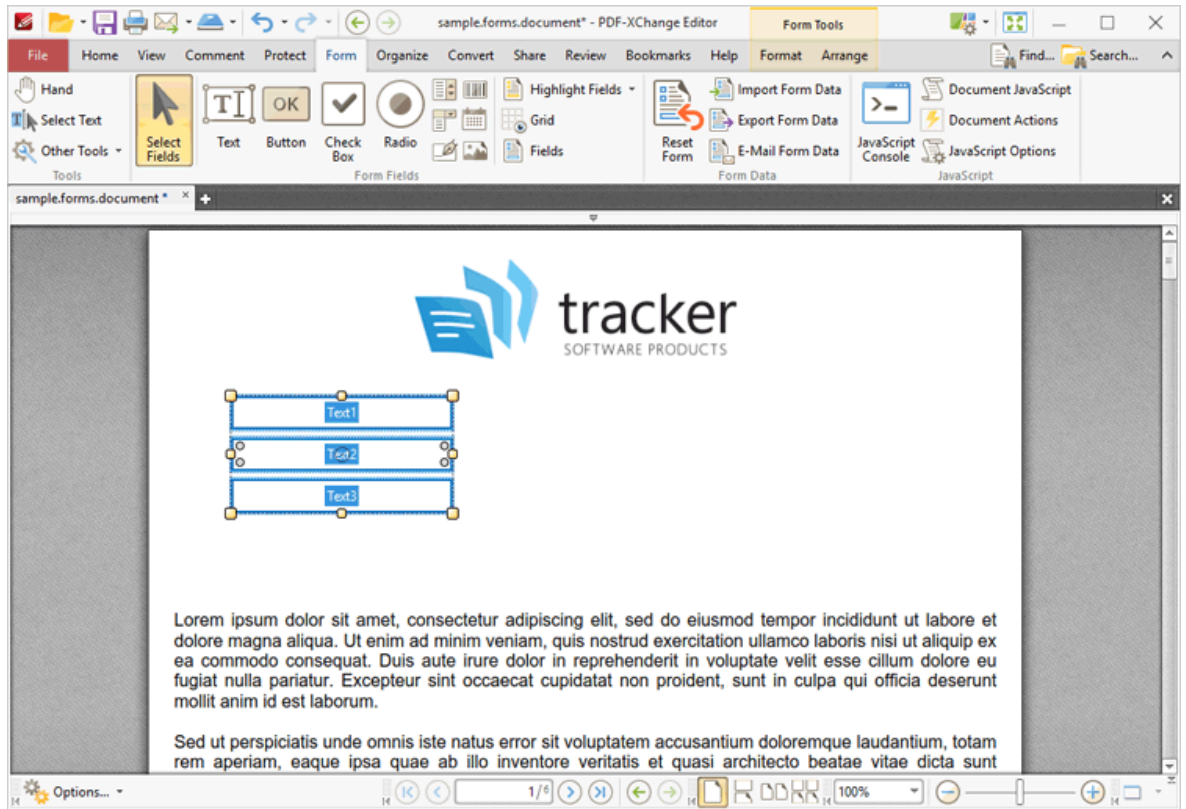 sample.forms.document* - PDF-XChange Editor
Form Tools
File Home View Comment Protect Form Organize Convert Share Review Bookmarks Help Format Arrange Find... Search...
Hand
Select Text
Other Tools
Tools
Select Fields
Text
Button
OK
Check Box
Radio
Form Fields
Highlight Fields
Grid
Fields
Reset Form
Import Form Data
Export Form Data
E-Mail Form Data
Form Data
JavaScript Console
Document JavaScript
Document Actions
JavaScript Options
JavaScript
sample.forms.document *
tracker
SOFTWARE PRODUCTS
Text1
Text2
Text3
Lorem ipsum dolor sit amet, consectetur adipiscing elit, sed do eiusmod tempor incididunt ut labore et
dolore magna aliqua. Ut enim ad minim veniam, quis nostrud exercitation ullamco laboris nisi ut aliquip ex
ea commodo consequat. Duis aute irure dolor in reprehenderit in voluptate velit esse cillum dolore eu
fugiat nulla pariatur. Excepteur sint occaecat cupidatat non proident, sunt in culpa qui officia deserunt
mollit anim id est laborum.
Sed ut perspiciatis unde omnis iste natus error sit voluptatem accusantium doloremque laudantium, totam
rem aperiam, eaque ipsa quae ab illo inventore veritatis et quasi architecto beatae vitae dicta sunt
Options...
1/6
100%